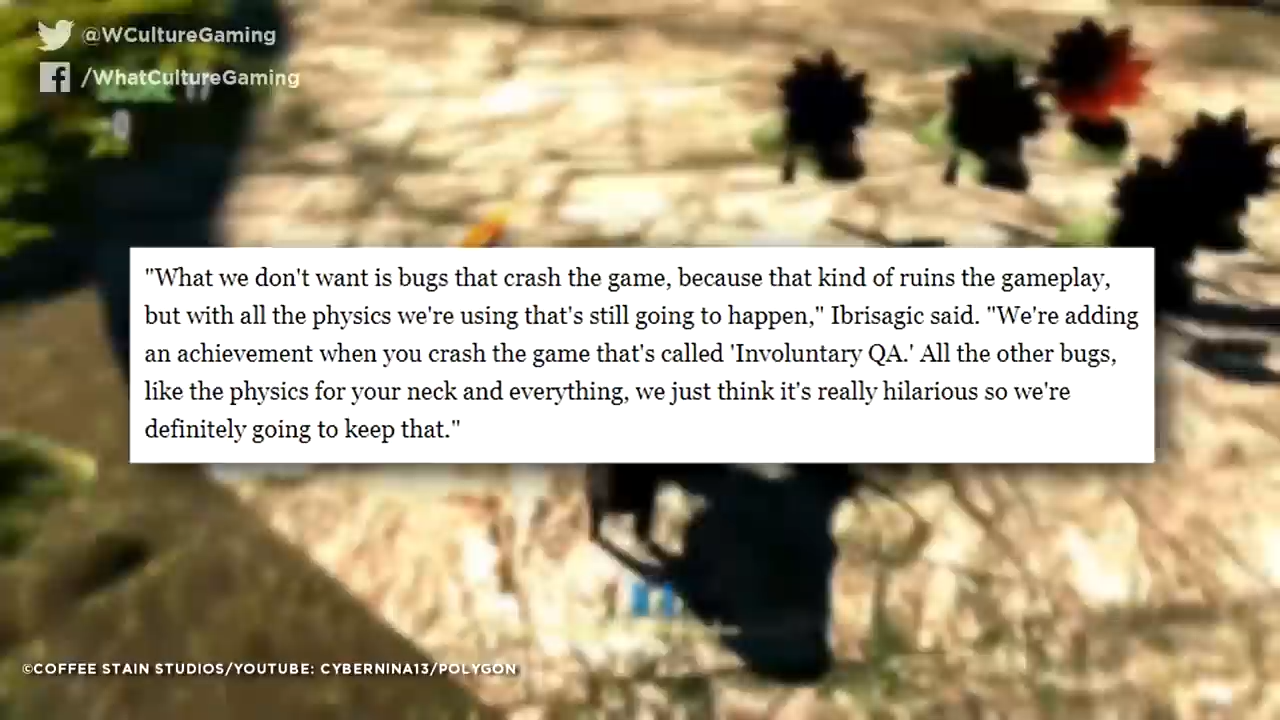 @WCultureGaming
/WhatCultureGaming
"What we don't want is bugs that crash the game, because that kind of ruins the gameplay,
but with all the physics we're using that's still going to happen," Ibrisagic said. "We're adding
an achievement when you crash the game that's called 'Involuntary QA.' All the other bugs,
like the physics for your neck and everything, we just think it's really hilarious so we're
definitely going to keep that."
©COFFEE STAIN STUDIOS/YOUTUBE: CYBERNINA13/POLYGON